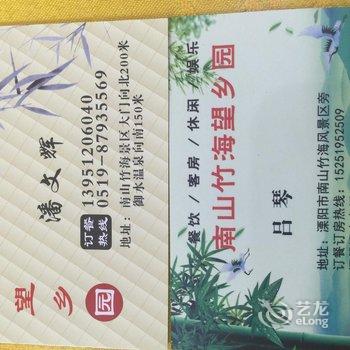 望乡园
潘文辉
订餐热线
13951206040
0519-87935569
地址：南山竹海景区大门向北200米
御水温泉向南150米
餐饮 / 客房 / 休闲 / 娱乐
南山竹海望乡园
吕琴
地址：溧阳市南山竹海风景区旁
订餐订房热线：15251952509
艺龙
eLong